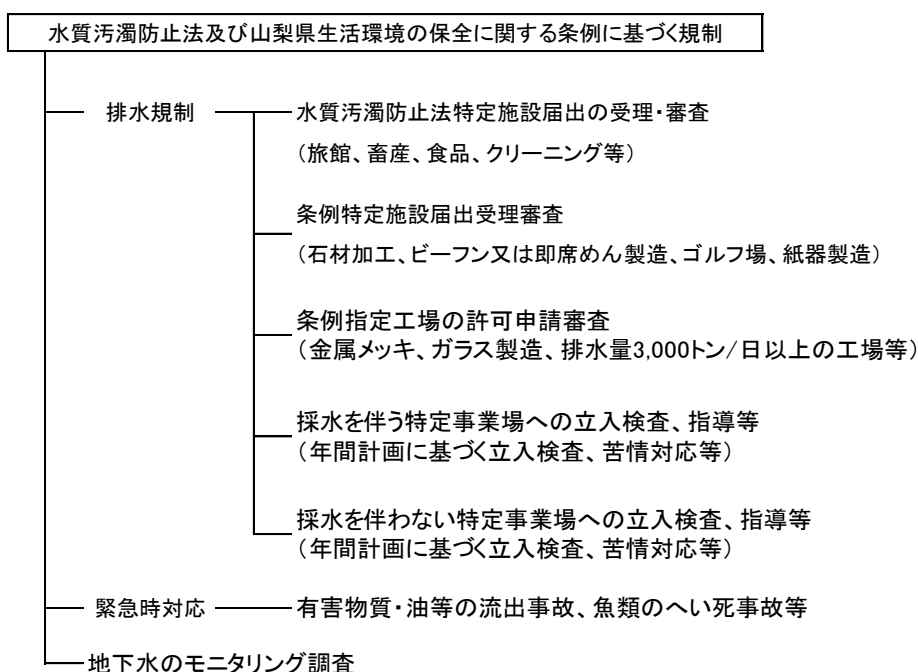 水質汚濁防止法及び山梨県生活環境の保全に関する条例に基づく規制
排水規制
水質汚濁防止法特定施設届出の受理・審査
（旅館、畜産、食品、クリーニング等）
条例特定施設届出受理審査
（石材加工、ビーフン又は即席めん製造、ゴルフ場、紙器製造）
条例指定工場の許可申請審査
（金属メッキ、ガラス製造、排水量3,000トン/日以上の工場等）
採水を伴う特定事業場への立入検査、指導等
（年間計画に基づく立入検査、苦情対応等）
採水を伴わない特定事業場への立入検査、指導等
（年間計画に基づく立入検査、苦情対応等）
緊急時対応
有害物質・油等の流出事故、魚類のへい死事故等
地下水のモニタリング調査